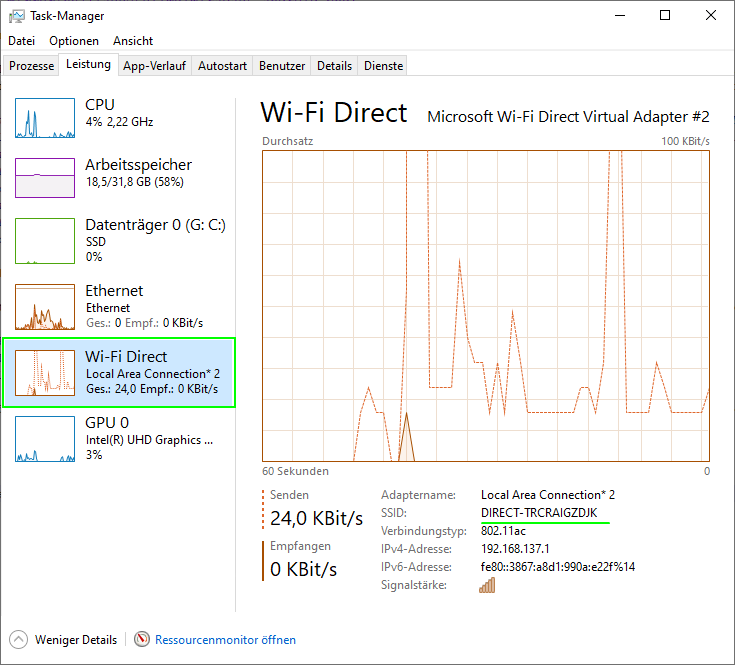 Task-Manager
Datei Optionen Ansicht
Prozesse Leistung App-Verlauf Autostart Benutzer Details Dienste
CPU
4% 2,22 GHz
Arbeitsspeicher
18,5/31,8 GB (58%)
Datenträger 0 (G: C:)
SSD
0%
Ethernet
Ethernet
Ges.: 0 Empf.: 0 KBit/s
Wi-Fi Direct
Local Area Connection* 2
Ges.: 24,0 Empf.: 0 KBit/s
GPU 0
Intel(R) UHD Graphics ...
3%
Wi-Fi Direct Microsoft Wi-Fi Direct Virtual Adapter #2
Durchsatz 100 KBit/s
60 Sekunden 0
Senden
24,0 KBit/s
Empfangen
0 KBit/s
Adaptername: Local Area Connection* 2
SSID: DIRECT-TRCRAIGZDJK
Verbindungstyp: 802.11ac
IPv4-Adresse: 192.168.137.1
IPv6-Adresse: fe80::3867:a8d1:990a:e22f%14
Signalstärke:
Weniger Details Ressourcenmonitor öffnen